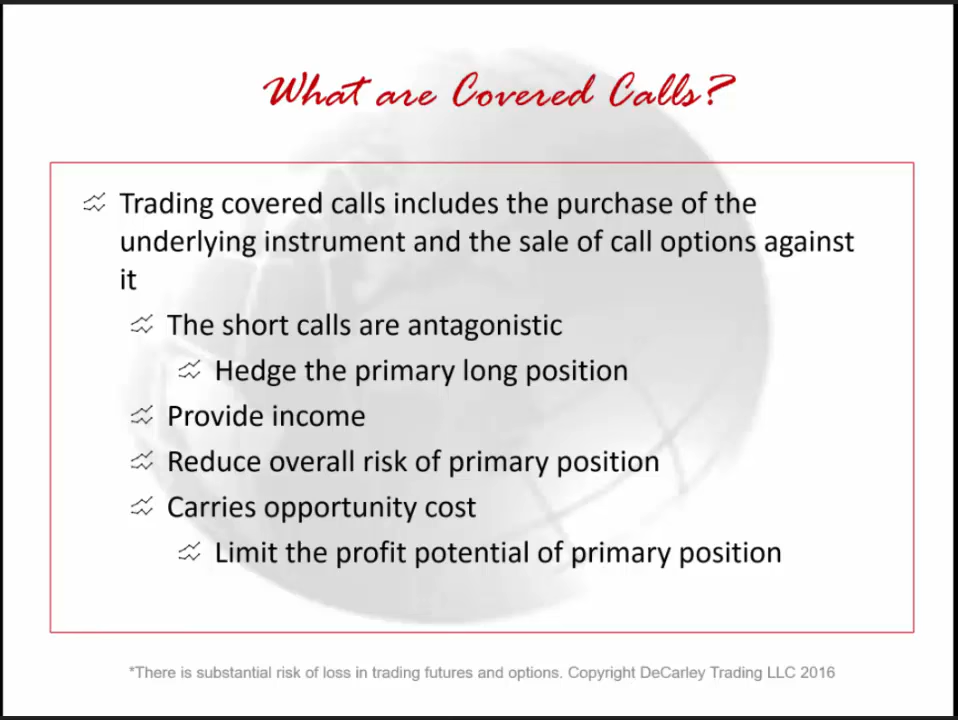 What are Covered Calls?
Trading covered calls includes the purchase of the
underlying instrument and the sale of call options against
it
The short calls are antagonistic
Hedge the primary long position
Provide income
Reduce overall risk of primary position
Carries opportunity cost
Limit the profit potential of primary position
*There is substantial risk of loss in trading futures and options. Copyright DeCarley Trading LLC 2016